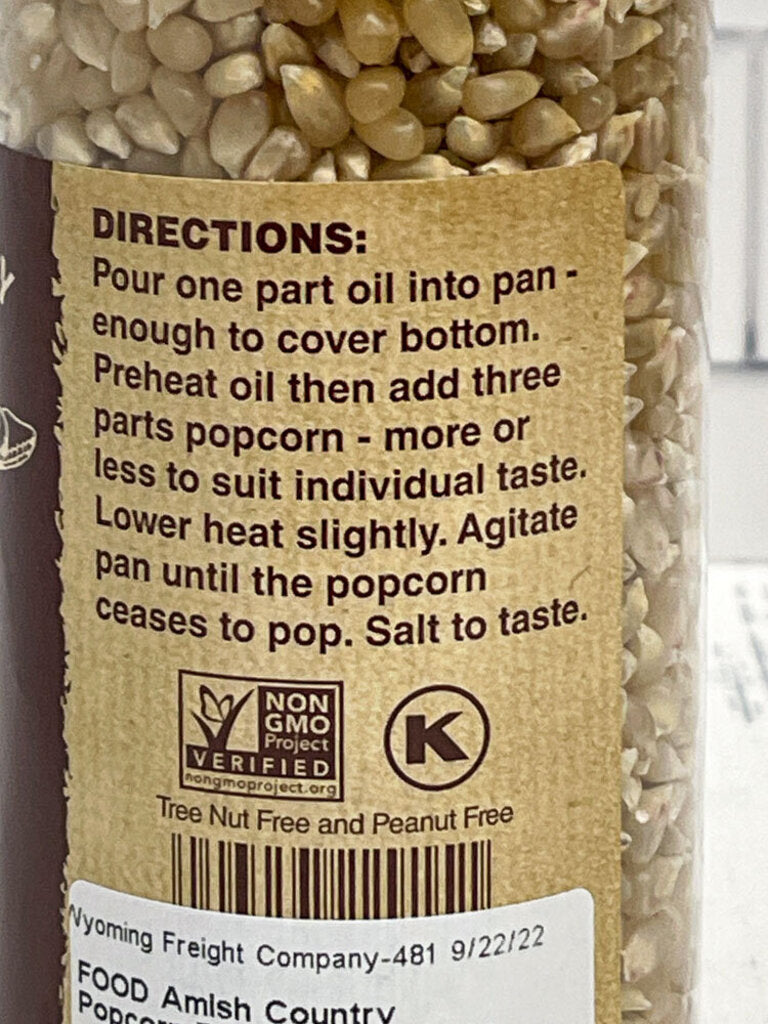 DIRECTIONS:
Pour one part oil into pan -
enough to cover bottom.
Preheat oil then add three
parts popcorn - more or
less to suit individual taste.
Lower heat slightly. Agitate
pan until the popcorn
ceases to pop. Salt to taste.
NON
GMO
Project
VERIFIED
nongmoproject.org
K
Tree Nut Free and Peanut Free
Wyoming Freight Company-481 9/22/22
FOOD Amish Country
Popcorn